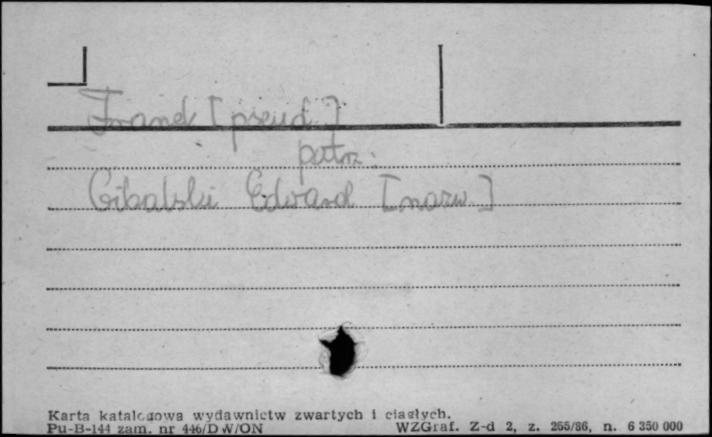 Franek [pseud.]
patrz:
Gibalski Edward [nazw.]
Karta katalogowa wydawnictw zwartych i ciągłych.
Pu-B-144 zam. nr 446/DW/ON WZGraf. Z-d 2, z. 265/86, n. 6 350 000